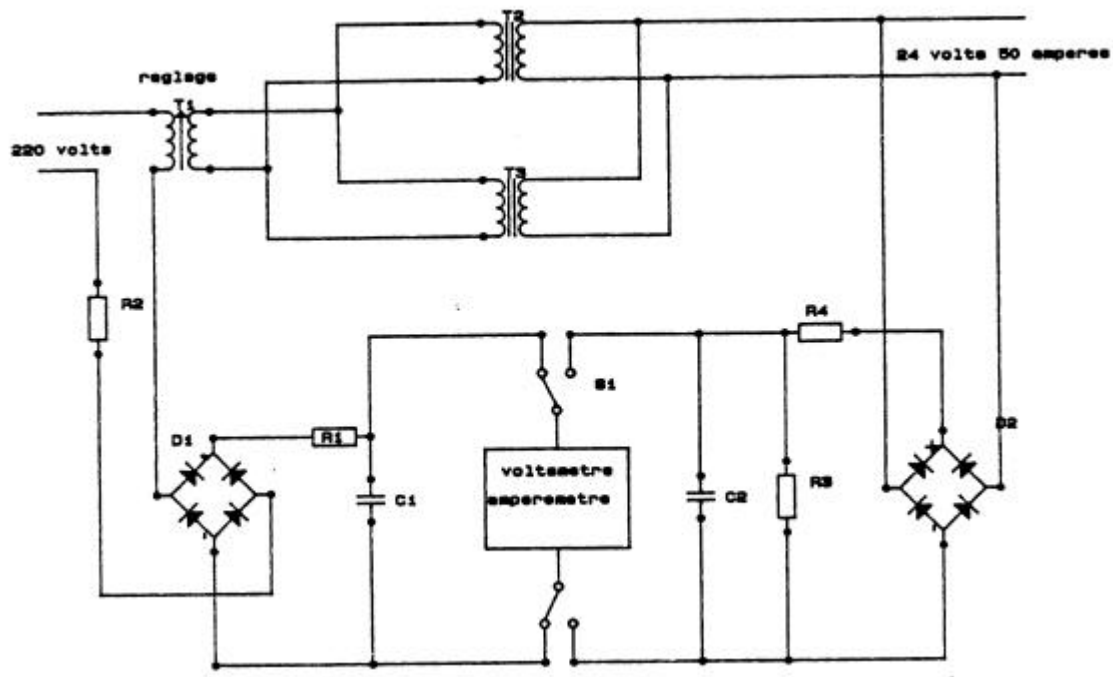 T2
24 volts 50 amperes
reglage
T1
220 volts
T3
R2
R4
S1
D1
R1
D2
voltmetre
amperemetre
C1
C2
R3
+
-
+
-